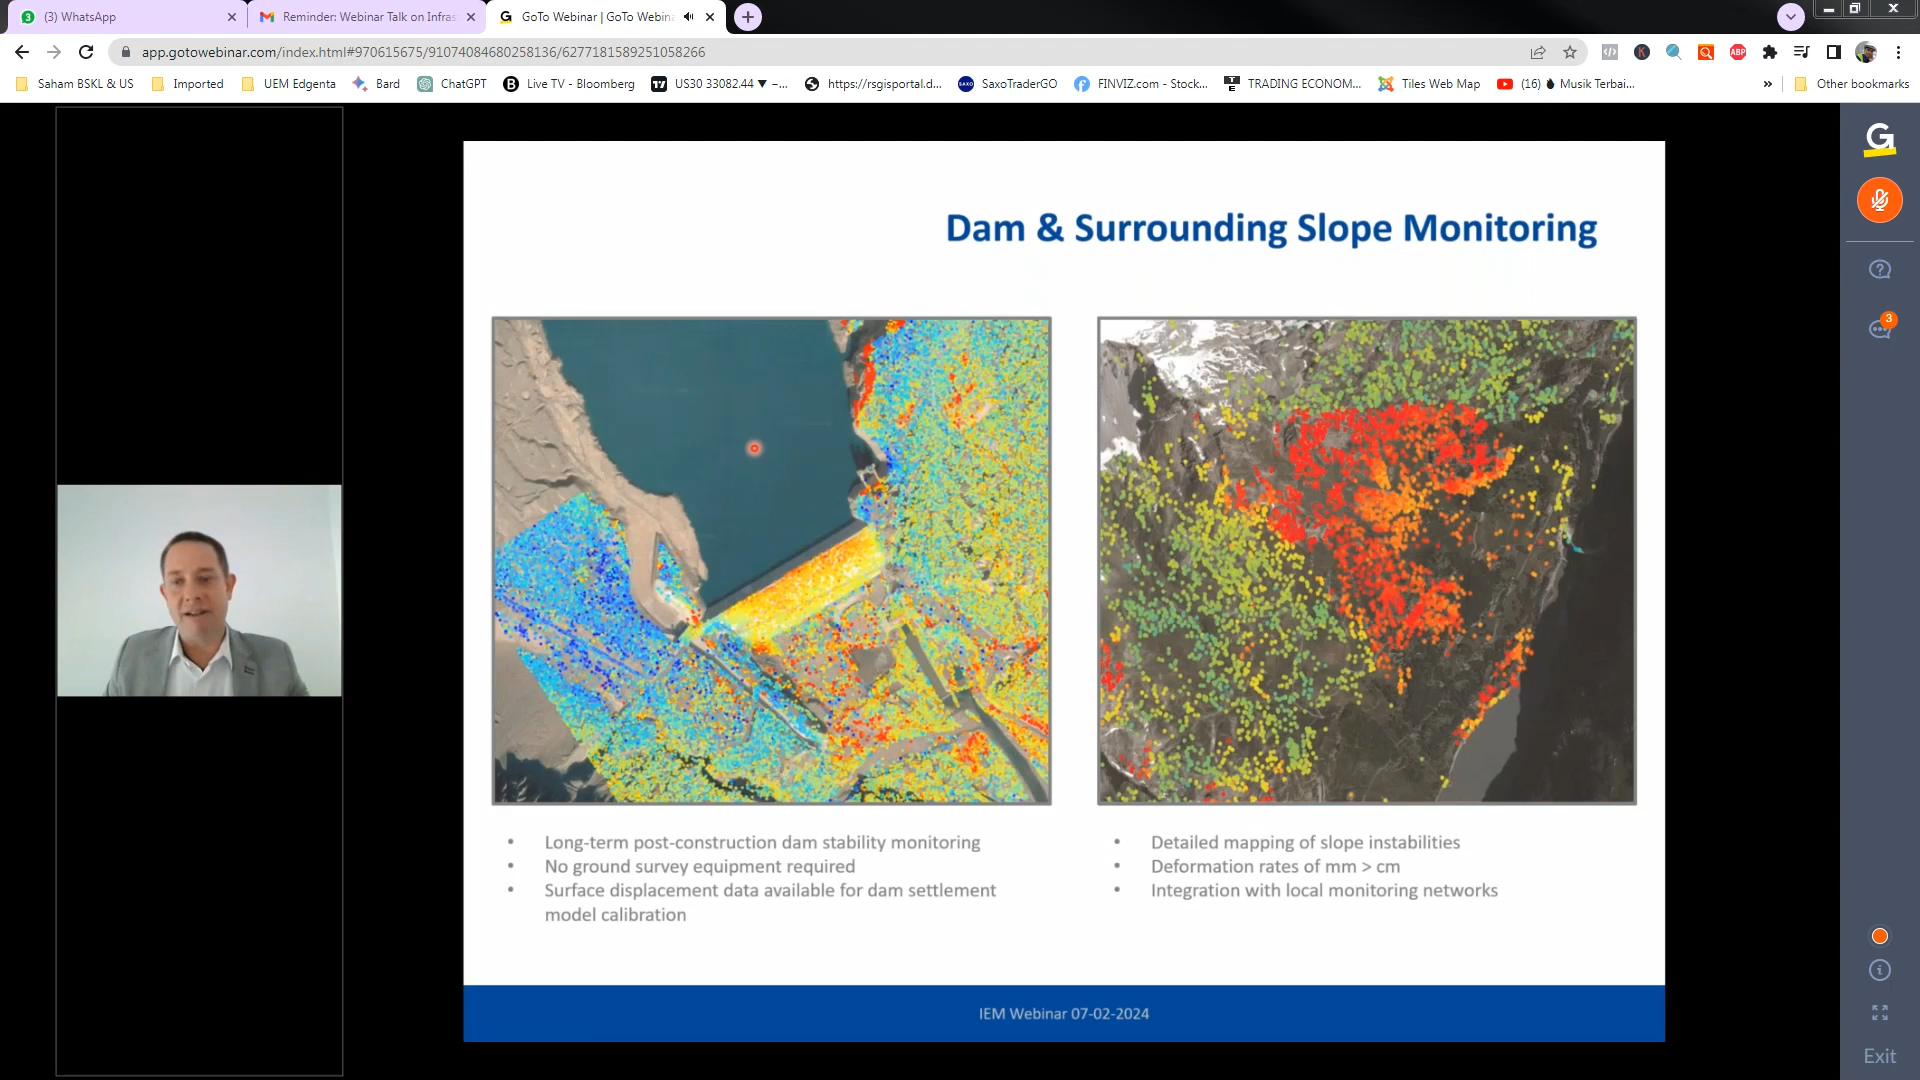 (3) WhatsApp
Reminder: Webinar Talk on Infras
GoTo Webinar | GoTo Webina
app.gotowebinar.com/index.html#970615675/91074084680258136/6277181589251058266
ABP
Saham BSKL & US
Imported
UEM Edgenta
Bard
ChatGPT
Live TV - Bloomberg
US30 33082.44 ▼ −...
https://rsgisportal.d...
SaxoTraderGO
FINVIZ.com - Stock...
TRADING ECONOM...
Tiles Web Map
(16) Musik Terbai...
»
Other bookmarks
G
3
Dam & Surrounding Slope Monitoring
• Long-term post-construction dam stability monitoring
• No ground survey equipment required
• Surface displacement data available for dam settlement
model calibration
• Detailed mapping of slope instabilities
• Deformation rates of mm > cm
• Integration with local monitoring networks
IEM Webinar 07-02-2024
Exit